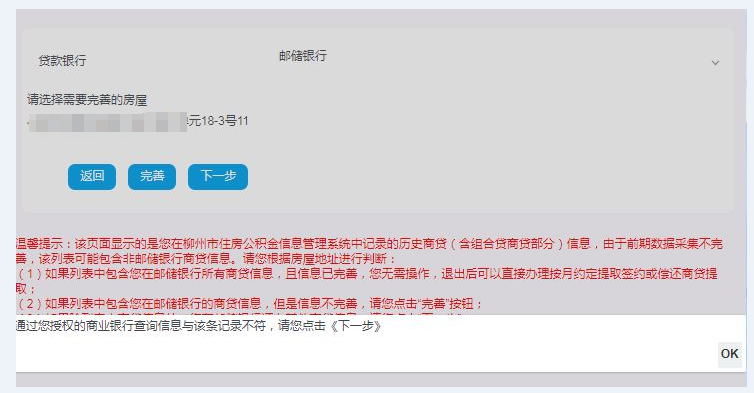 贷款银行 邮储银行
请选择需要完善的房屋
元18-3号11
返回 完善 下一步
温馨提示：该页面显示的是您在柳州市住房公积金信息管理系统中记录的历史商贷（含组合贷商贷部分）信息，由于前期数据采集不完
善，该列表可能包含非邮储银行商贷信息。请您根据房屋地址进行判断：
（1）如果列表中包含您在邮储银行所有商贷信息，且信息已完善，您无需操作，退出后可以直接办理按月约定提取签约或偿还商贷提
取；
（2）如果列表中包含您在邮储银行的商贷信息，但是信息不完善，请您点击“完善”按钮；
通过您授权的商业银行查询信息与该条记录不符，请您点击《下一步》
OK